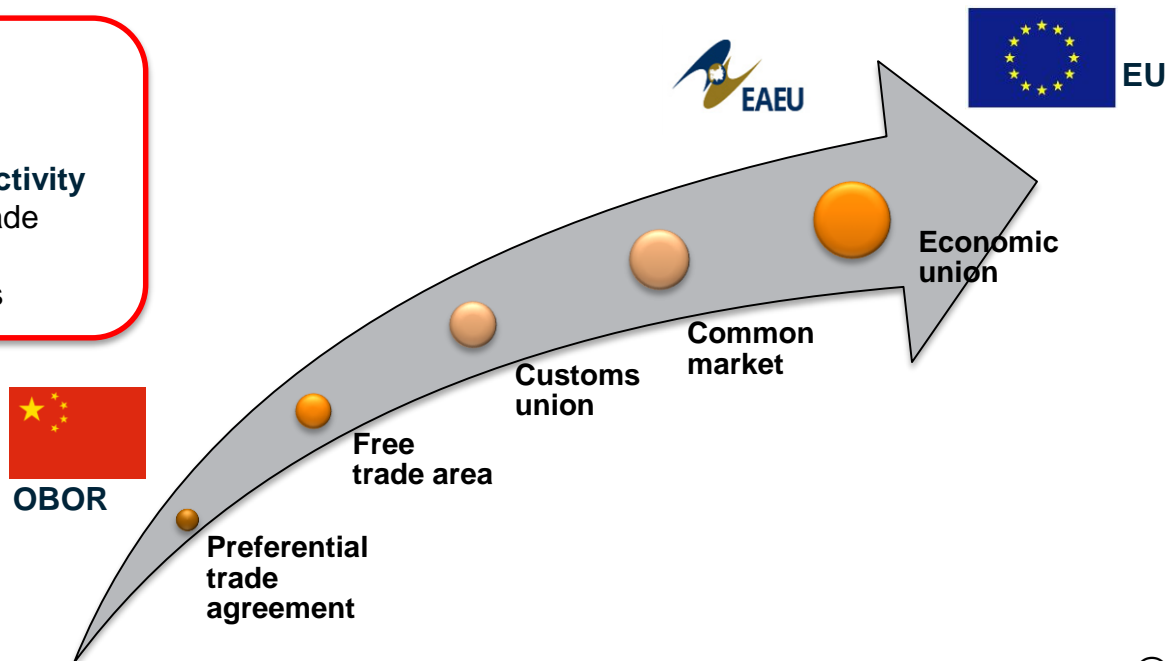 EAEU
EU
ctivity
ade
s
Economic
union
Common
market
Customs
union
Free
trade area
OBOR
Preferential
trade
agreement